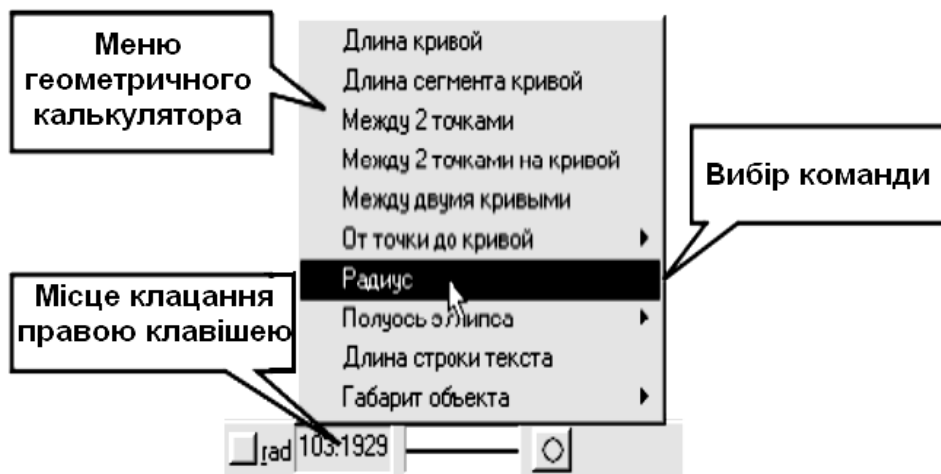 Меню
геометричного
калькулятора
Длина кривой
Длина сегмента кривой
Между 2 точками
Между 2 точками на кривой
Между двумя кривыми
От точки до кривой
Радиус
Полуось эллипса
Длина строки текста
Габарит объекта
Вибір команди
Місце клацання
правою клавішею
rad 103.1929